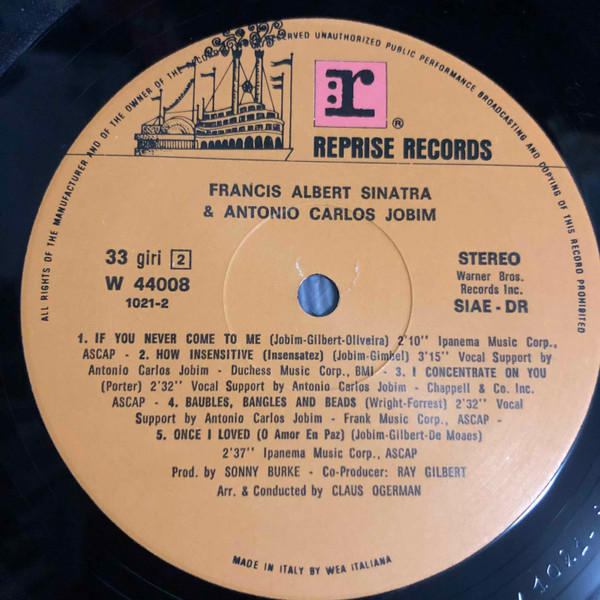 ALL RIGHTS OF THE MANUFACTURER AND OF THE OWNER OF THE RECORDED UNAUTHORIZED PUBLIC PERFORMANCE BROADCASTING AND COPYING OF THIS RECORD PROHIBITED
r
®
REPRISE RECORDS
FRANCIS ALBERT SINATRA
& ANTONIO CARLOS JOBIM
33 giri 2
W 44008
1021-2
STEREO
Warner Bros.
Records Inc.
SIAE - DR
1. IF YOU NEVER COME TO ME (Jobim-Gilbert-Oliveira) 2'10'' Ipanema Music Corp.,
ASCAP - 2. HOW INSENSITIVE (Insensatez) (Jobim-Gimbel) 3'15'' Vocal Support by
Antonio Carlos Jobim - Duchess Music Corp., BMI - 3. I CONCENTRATE ON YOU
(Porter) 2'32'' Vocal Support by Antonio Carlos Jobim - Chappell & Co. Inc.
ASCAP - 4. BAUBLES, BANGLES AND BEADS (Wright-Forrest) 2'32'' Vocal
Support by Antonio Carlos Jobim - Frank Music Corp., ASCAP -
5. ONCE I LOVED (O Amor En Paz) (Jobim-Gilbert-De Moaes)
2'37'' Ipanema Music Corp., ASCAP
Prod. by SONNY BURKE - Co-Producer: RAY GILBERT
Arr. & Conducted by CLAUS OGERMAN
MADE IN ITALY BY WEA ITALIANA